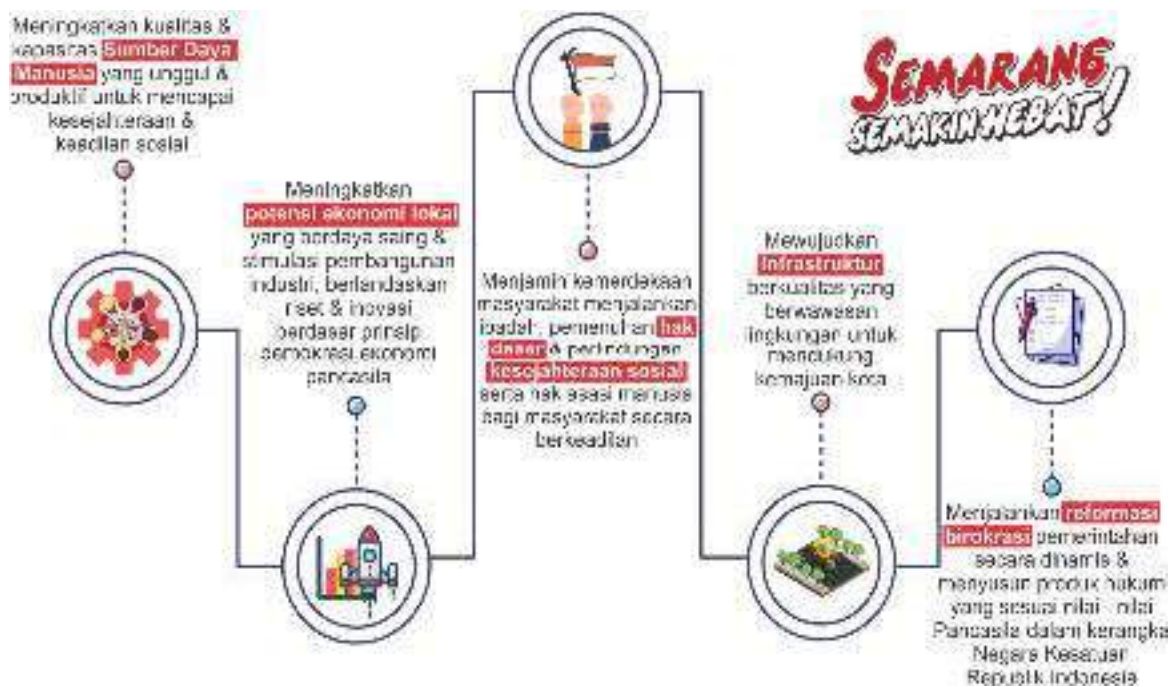 Meningkatkan kualitas &
kapasitas Sumber Daya
Manusia yang unggul &
produktif untuk mencapai
kesejahteraan &
keadilan sosial
Meningkatkan
potensi ekonomi lokal
yang berdaya saing &
stimulasi pembangunan
industri, berlandaskan
riset & inovasi
berdasar prinsip
demokrasi ekonomi
pancasila
Menjamin kemerdekaan
masyarakat menjalankan
ibadah, pemenuhan hak
dasar & perlindungan
kesejahteraan sosial
serta hak asasi manusia
bagi masyarakat secara
berkeadilan
SEMARANG
SEMAKIN HEBAT!
Mewujudkan
Infrastruktur
berkualitas yang
berwawasan
lingkungan untuk
mendukung
kemajuan kota
Menjalankan reformasi
birokrasi pemerintahan
secara dinamis &
menyusun produk hukum
yang sesuai nilai - nilai
Pancasila dalam kerangka
Negara Kesatuan
Republik Indonesia